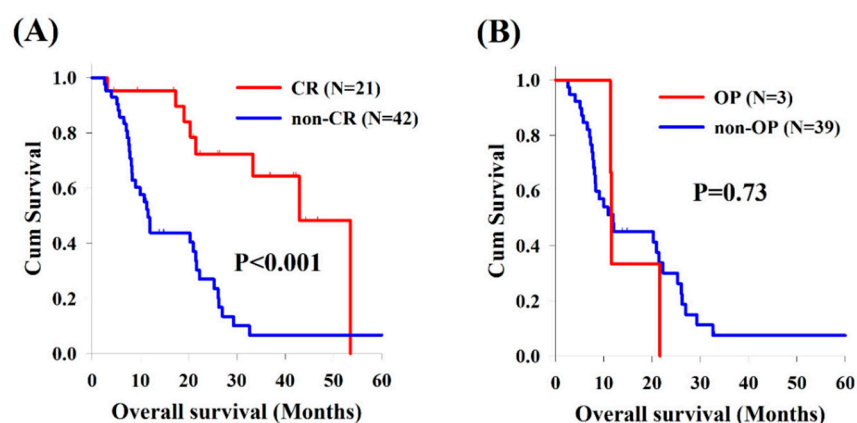 (A)
1.0
0.8
0.6
0.4
0.2
0.0
Cum Survival
CR (N=21)
non-CR (N=42)
P<0.001
0 10 20 30 40 50 60
Overall survival (Months)
(B)
1.0
0.8
0.6
0.4
0.2
0.0
Cum Survival
OP (N=3)
non-OP (N=39)
P=0.73
0 10 20 30 40 50 60
Overall survival (Months)